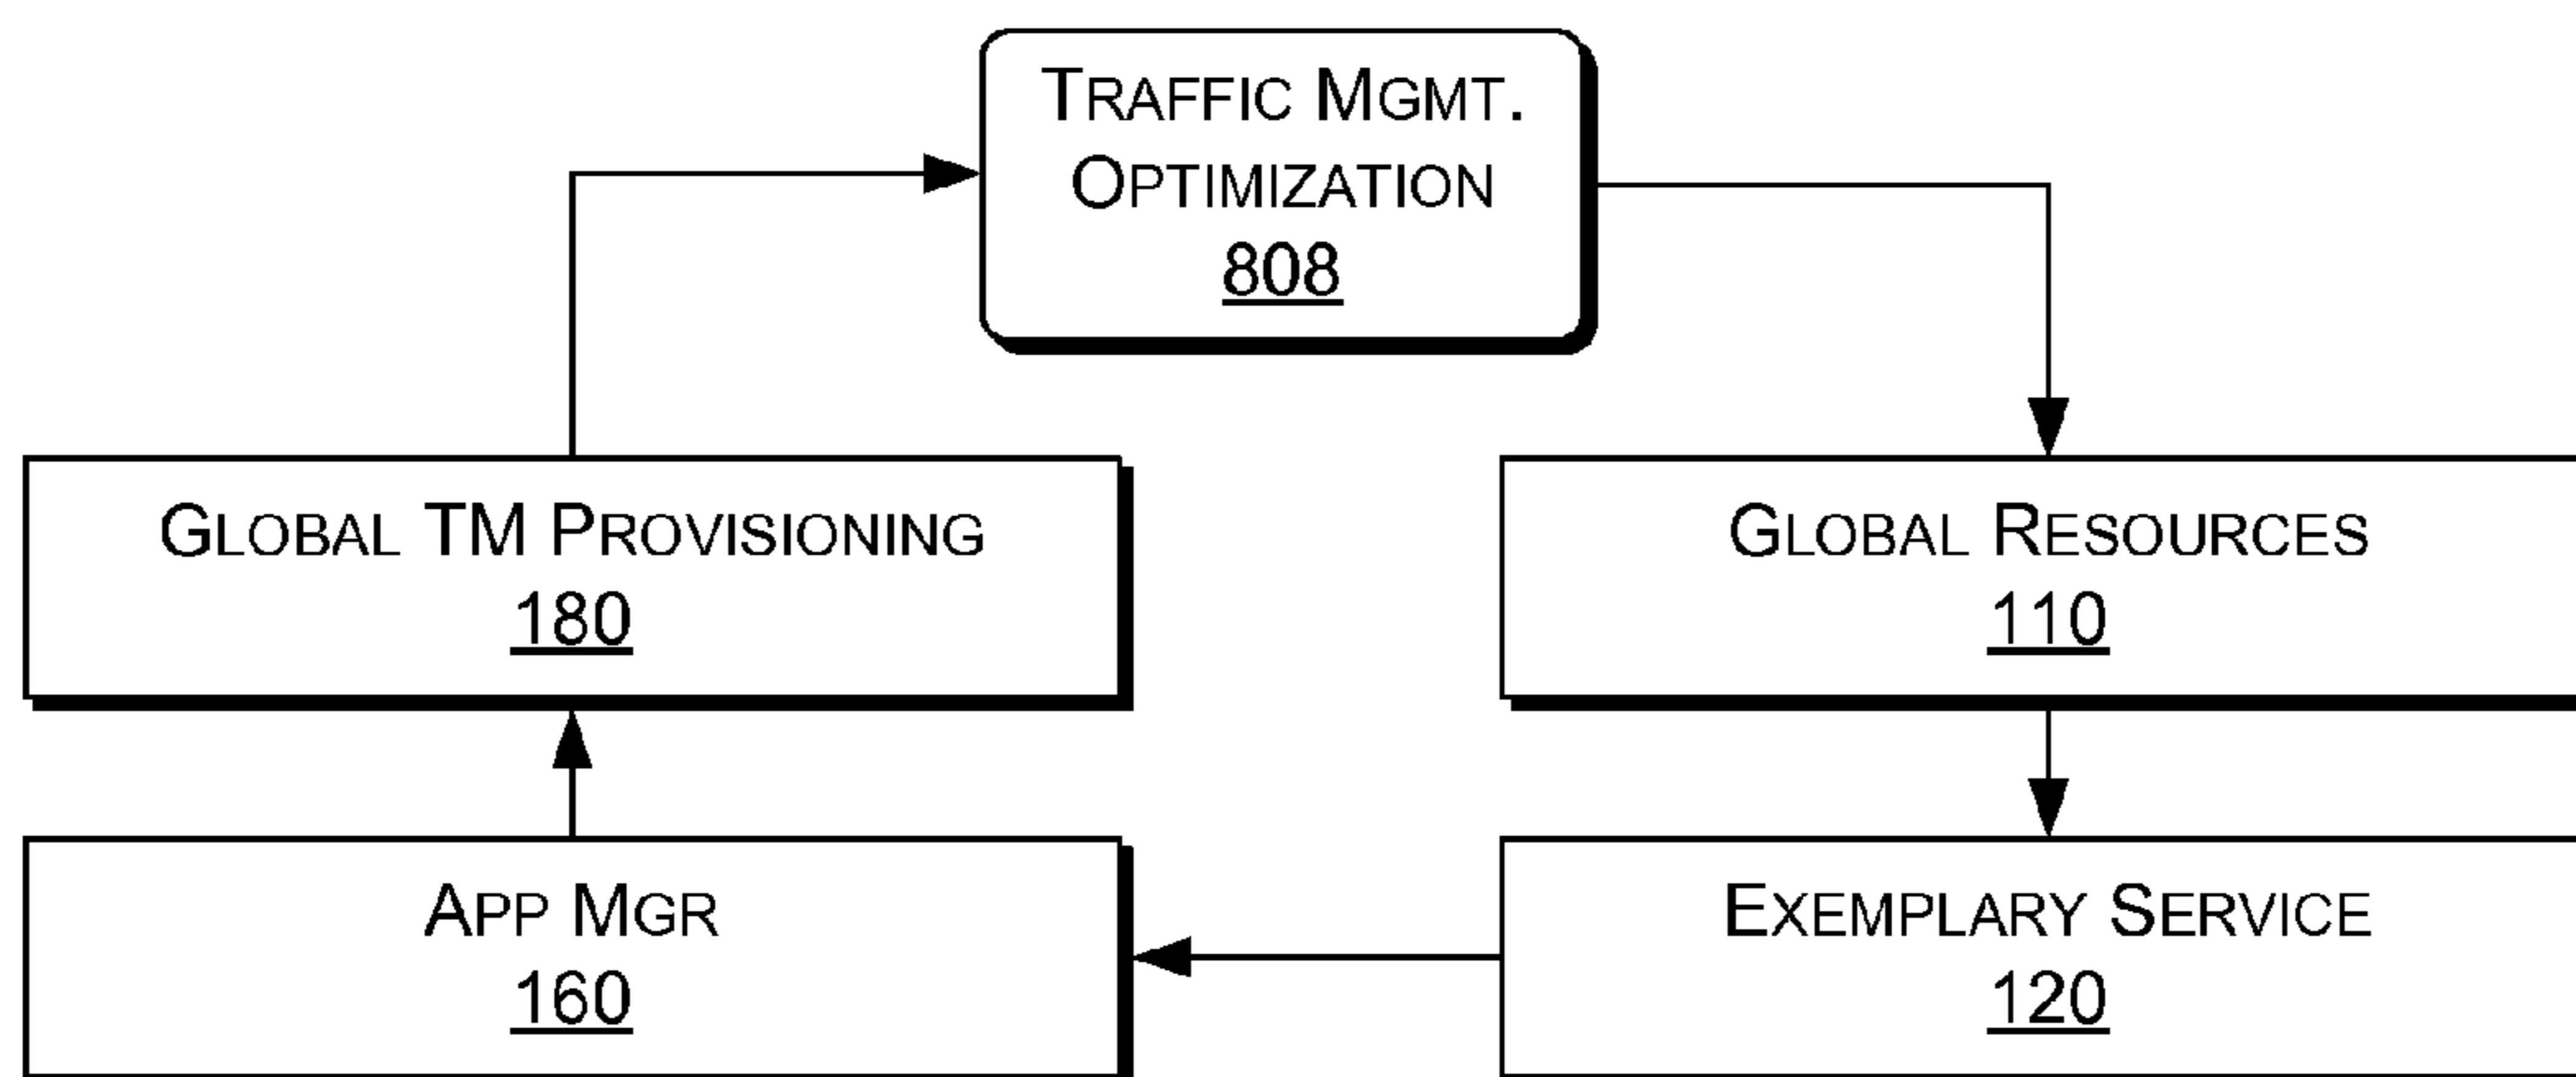 TRAFFIC MGMT.
OPTIMIZATION
808
GLOBAL TM PROVISIONING
180
GLOBAL RESOURCES
110
APP MGR
160
EXEMPLARY SERVICE
120